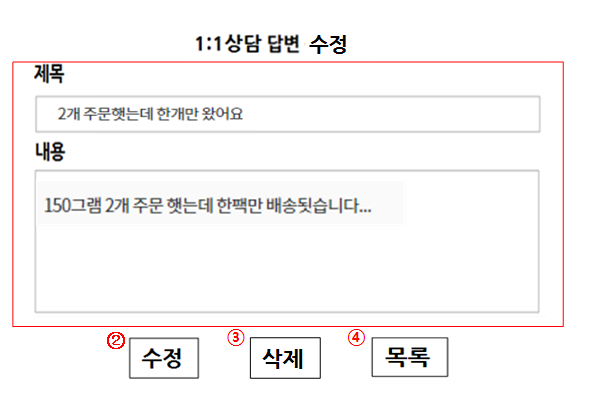 1:1상담 답변 수정
제목
2개 주문햇는데 한개만 왔어요
내용
150그램 2개 주문 햇는데 한팩만 배송됫습니다...
② 수정 ③ 삭제 ④ 목록